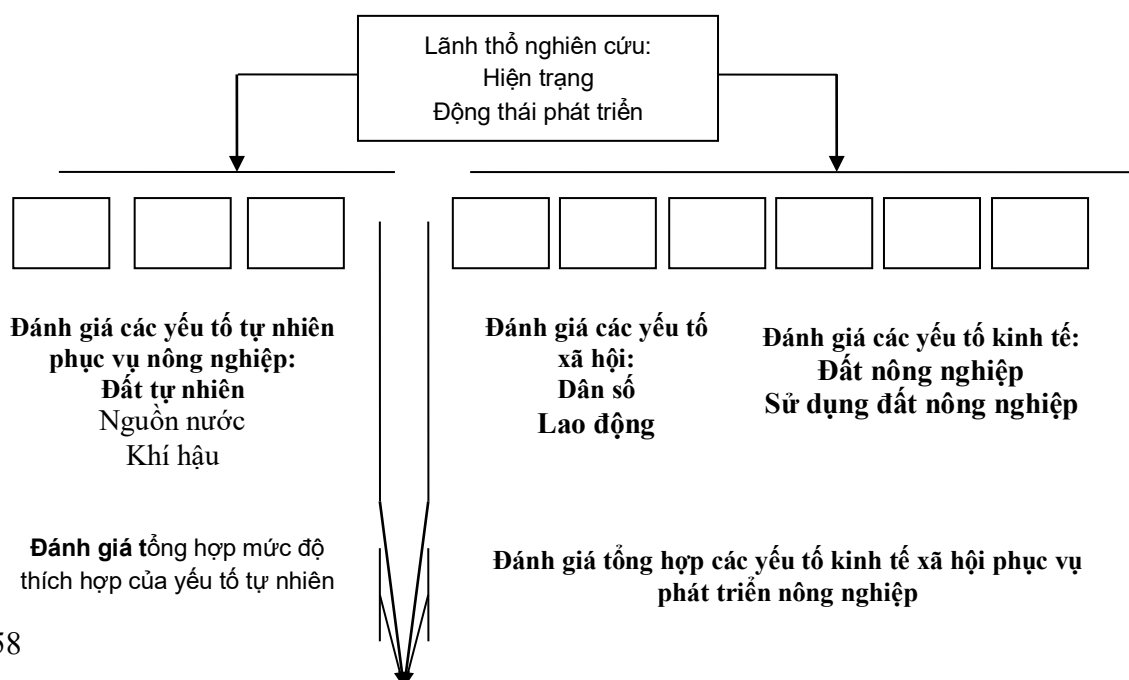 Lãnh thổ nghiên cứu:
Hiện trạng
Động thái phát triển
Đánh giá các yếu tố tự nhiên
phục vụ nông nghiệp:
Đất tự nhiên
Nguồn nước
Khí hậu
Đánh giá các yếu tố
xã hội:
Dân số
Lao động
Đánh giá các yếu tố kinh tế:
Đất nông nghiệp
Sử dụng đất nông nghiệp
Đánh giá tổng hợp mức độ
thích hợp của yếu tố tự nhiên
Đánh giá tổng hợp các yếu tố kinh tế xã hội phục vụ
phát triển nông nghiệp
58